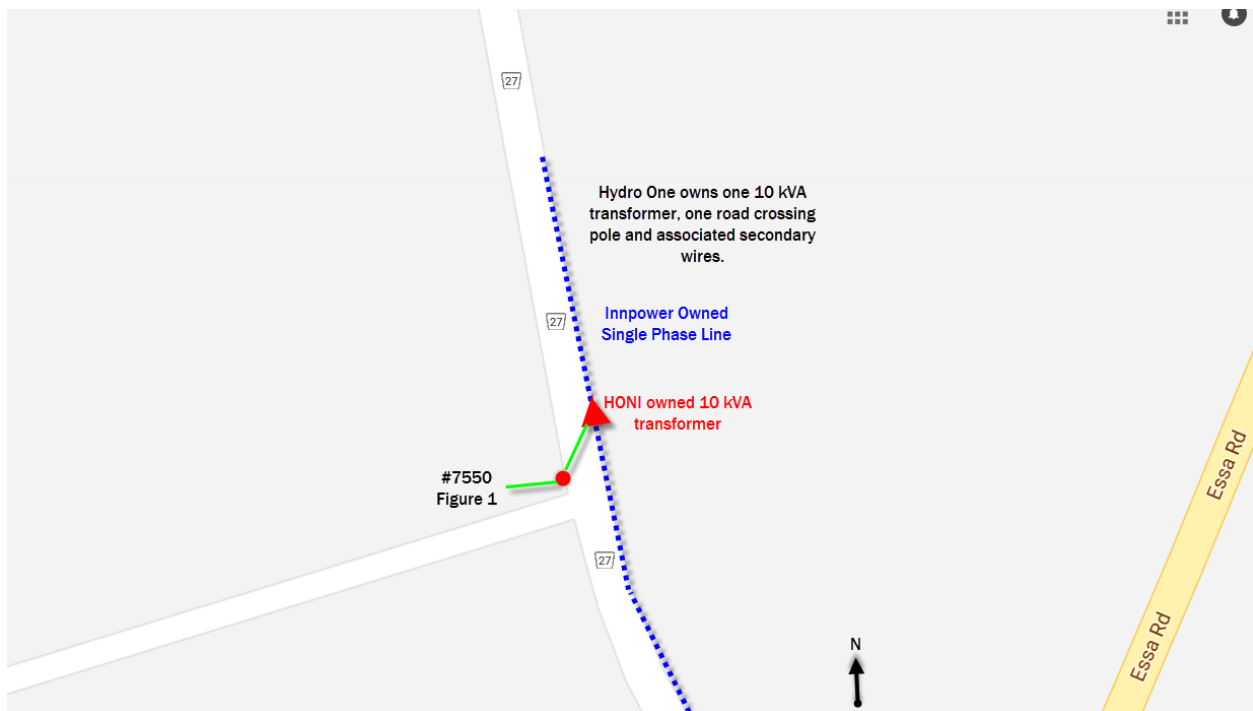 27
Hydro One owns one 10 kVA
transformer, one road crossing
pole and associated secondary
wires.
27
Innpower Owned
Single Phase Line
HONI owned 10 kVA
transformer
#7550
Figure 1
Essa Rd
27
Essa Rd
N